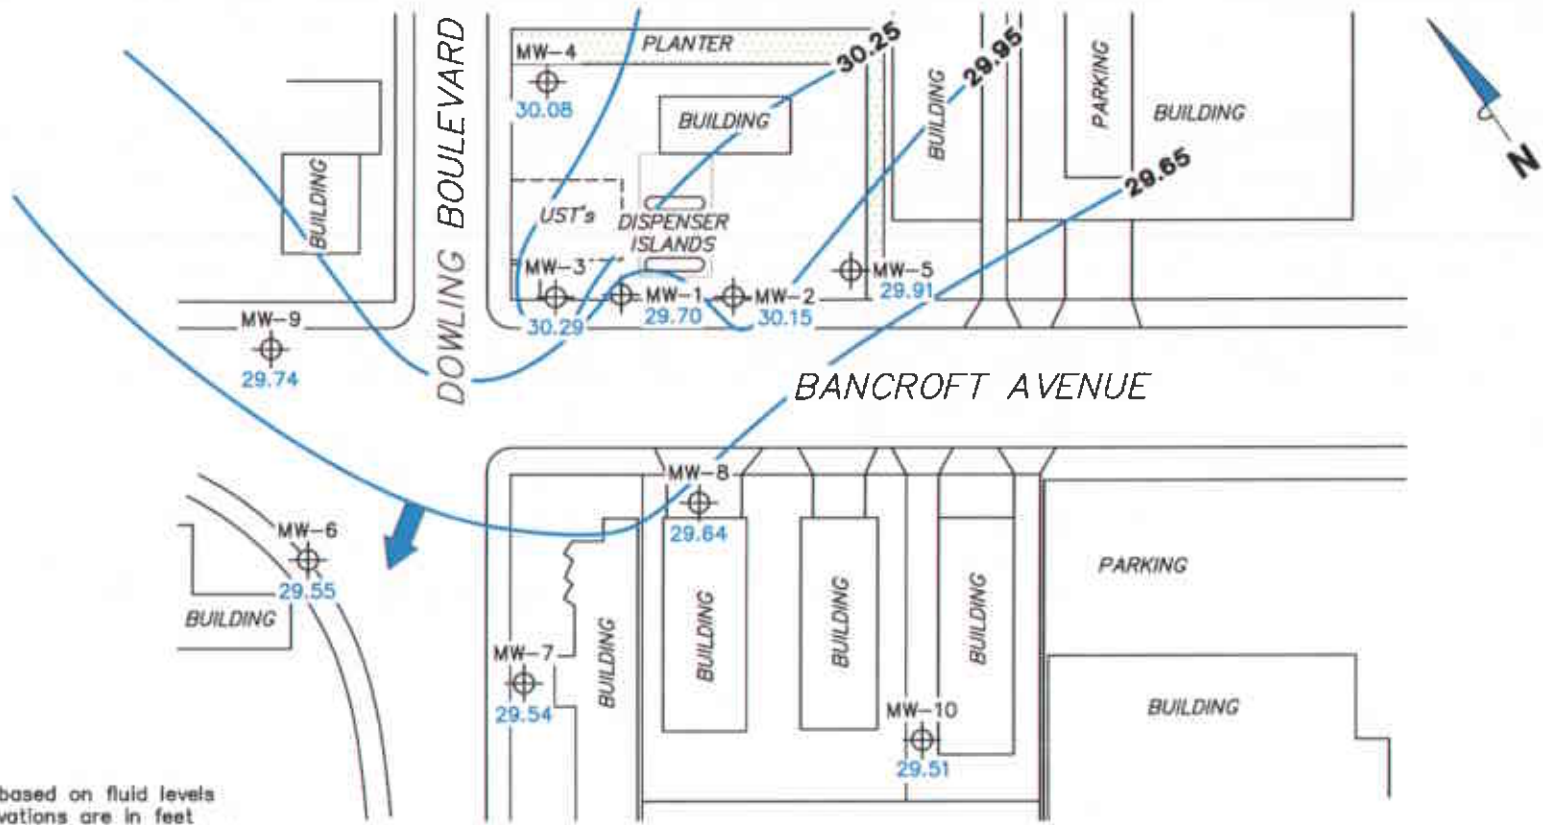 DOWLING BOULEVARD
MW-4
30.08
PLANTER
30.25
29.95
BUILDING
PARKING
BUILDING
BUILDING
29.65
N
BUILDING
UST's
DISPENSER
ISLANDS
MW-3
30.29
MW-1
29.70
MW-2
30.15
MW-5
29.91
MW-9
29.74
BANCROFT AVENUE
MW-8
29.64
MW-6
29.55
BUILDING
MW-7
29.54
BUILDING
BUILDING
BUILDING
BUILDING
PARKING
BUILDING
MW-10
29.51
based on fluid levels
vations are in feet